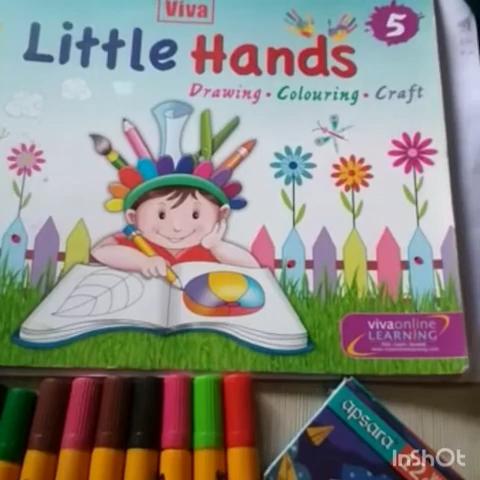 Viva
Little Hands
5
Drawing • Colouring • Craft
vivaonline
LEARNING
apsara
InShOt